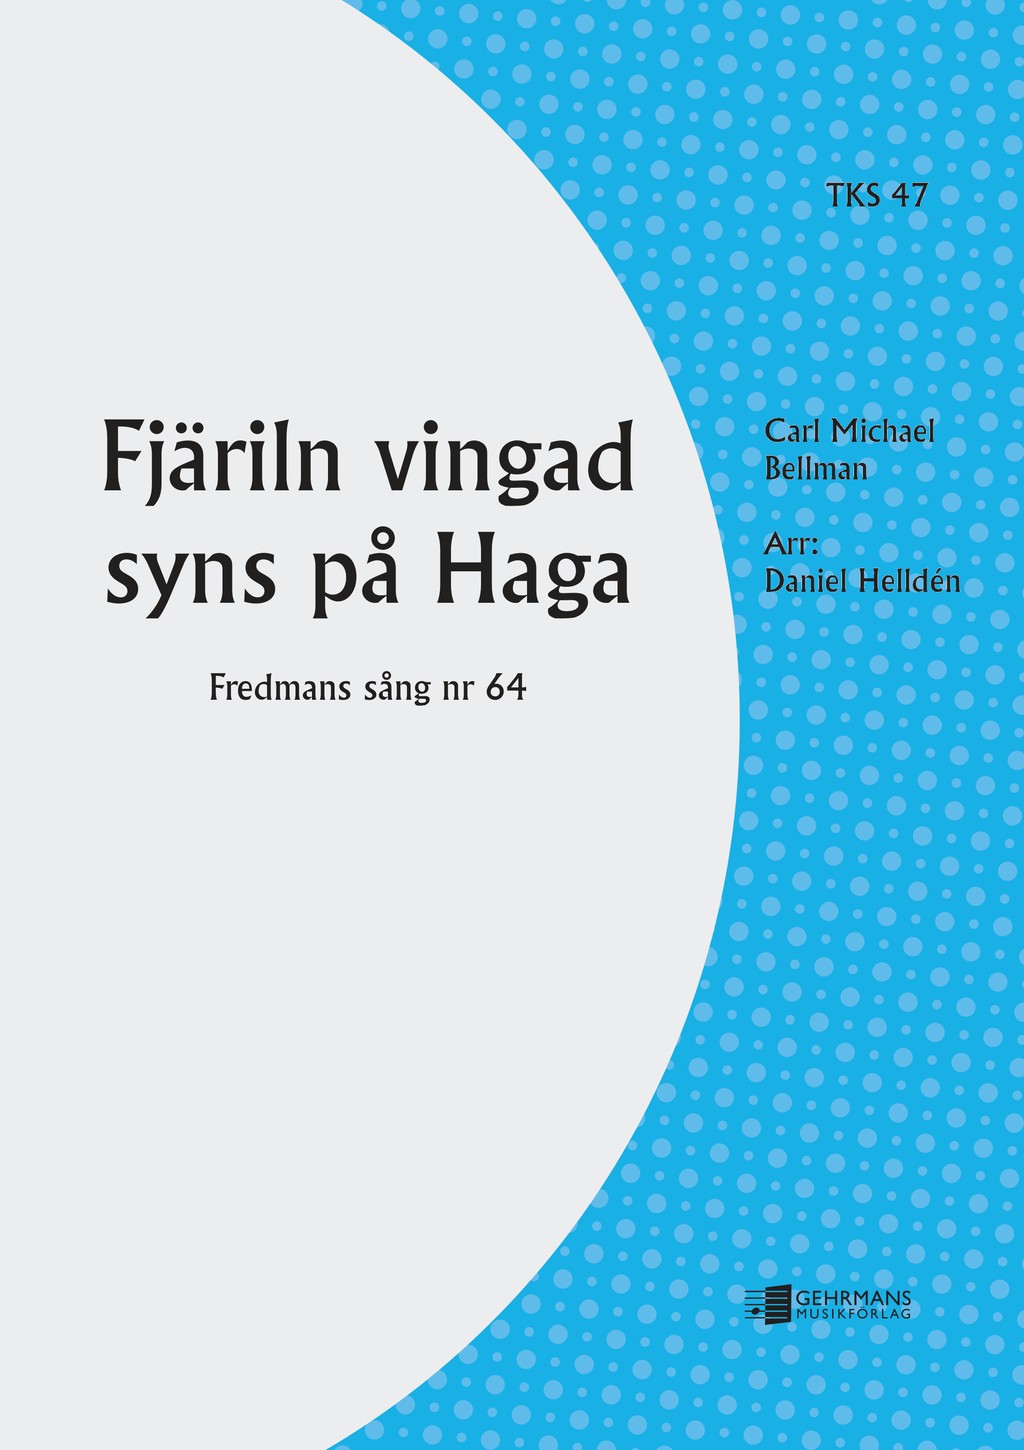 TKS 47
Fjäriln vingad
syns på Haga
Fredmans sång nr 64
Carl Michael
Bellman
Arr:
Daniel Helldén
GEHRMANS
MUSIKFÖRLAG